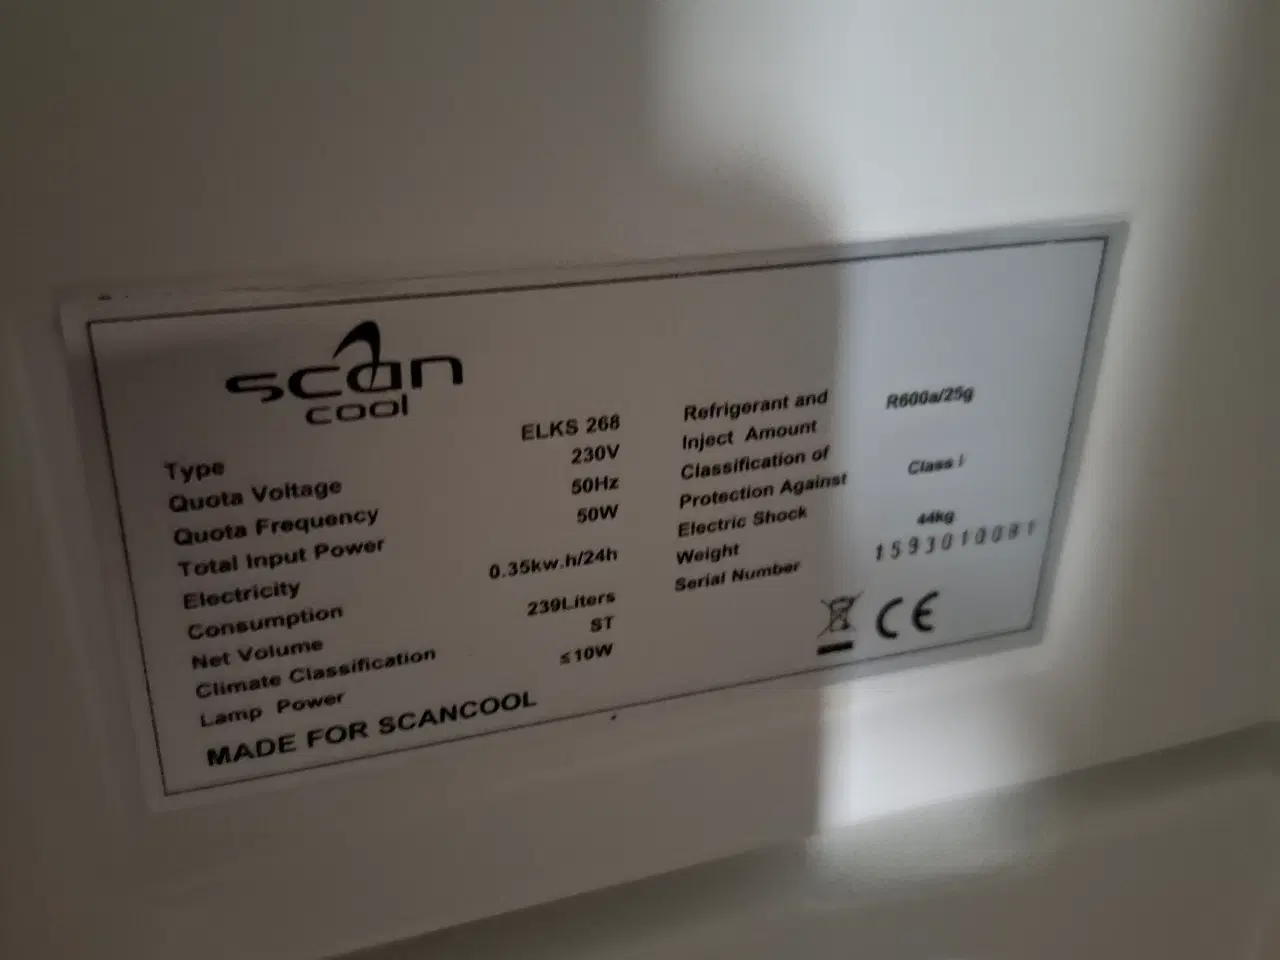 scan
cool
Type ELKS 268
Quota Voltage 230V
Quota Frequency 50Hz
Total Input Power 50W
Electricity
Consumption 0.35kw.h/24h
Net Volume 239Liters
Climate Classification ST
Lamp Power ≤10W
MADE FOR SCANCOOL
Refrigerant and R600a/25g
Inject Amount
Classification of
Protection Against Class I
Electric Shock
Weight 44kg
Serial Number 1593010081
CE